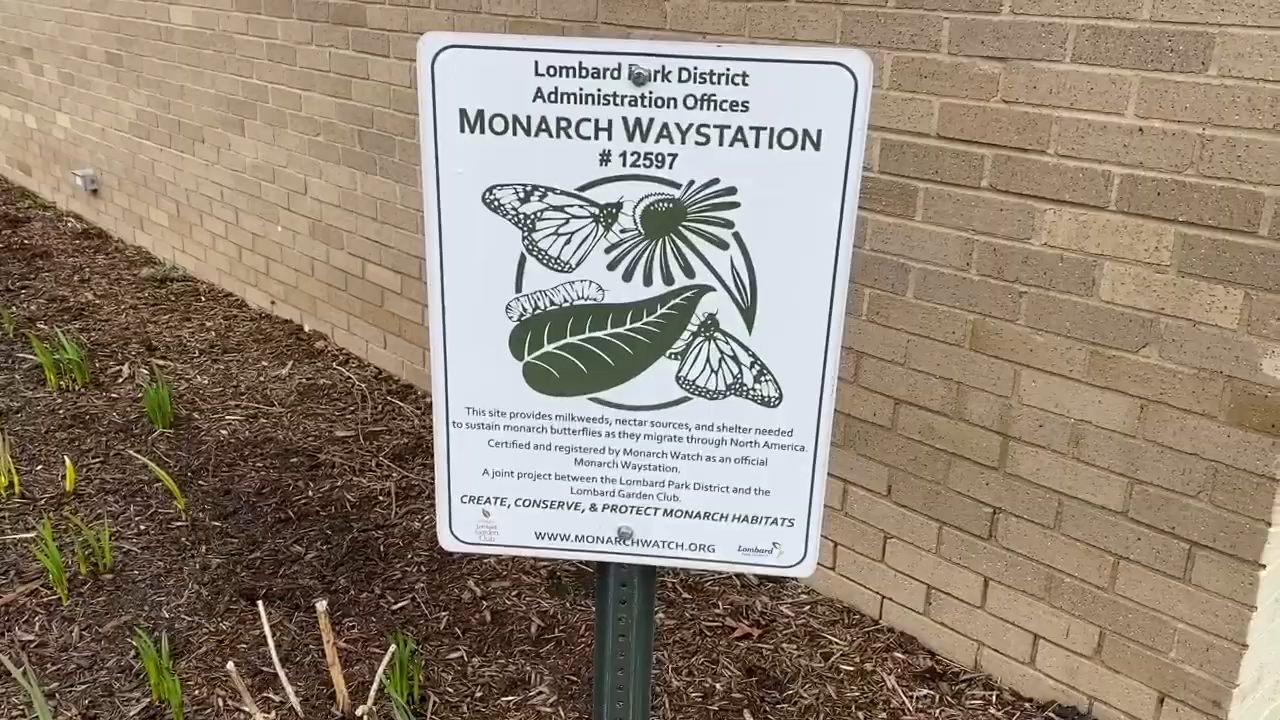 Lombard Park District
Administration Offices
MONARCH WAYSTATION
# 12597
This site provides milkweeds, nectar sources, and shelter needed
to sustain monarch butterflies as they migrate through North America.
Certified and registered by Monarch Watch as an official
Monarch Waystation.
A joint project between the Lombard Park District and the
Lombard Garden Club.
CREATE, CONSERVE, & PROTECT MONARCH HABITATS
Lombard
Garden
Club
WWW.MONARCHWATCH.ORG
Lombard